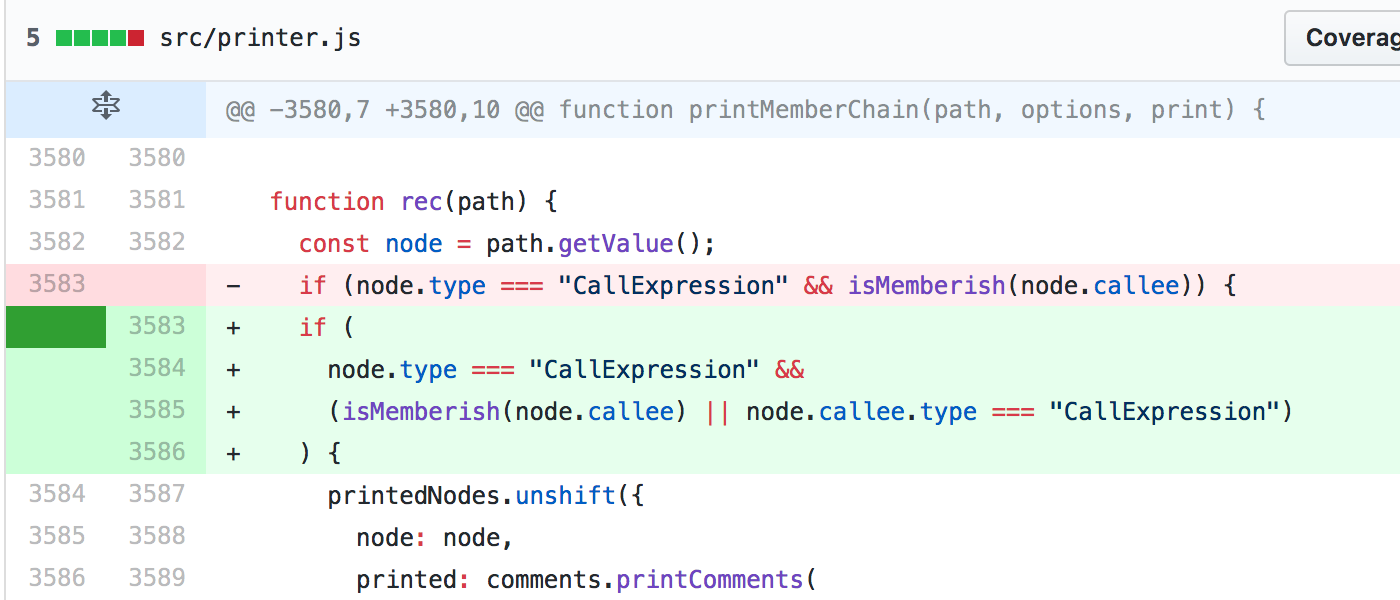 5 src/printer.js Coverag
@@ -3580,7 +3580,10 @@ function printMemberChain(path, options, print) {
3580 3580
3581 3581 function rec(path) {
3582 3582 const node = path.getValue();
3583 - if (node.type === "CallExpression" && isMemberish(node.callee)) {
3583 + if (
3584 + node.type === "CallExpression" &&
3585 + (isMemberish(node.callee) || node.callee.type === "CallExpression")
3586 + ) {
3584 3587 printedNodes.unshift({
3585 3588 node: node,
3586 3589 printed: comments.printComments(